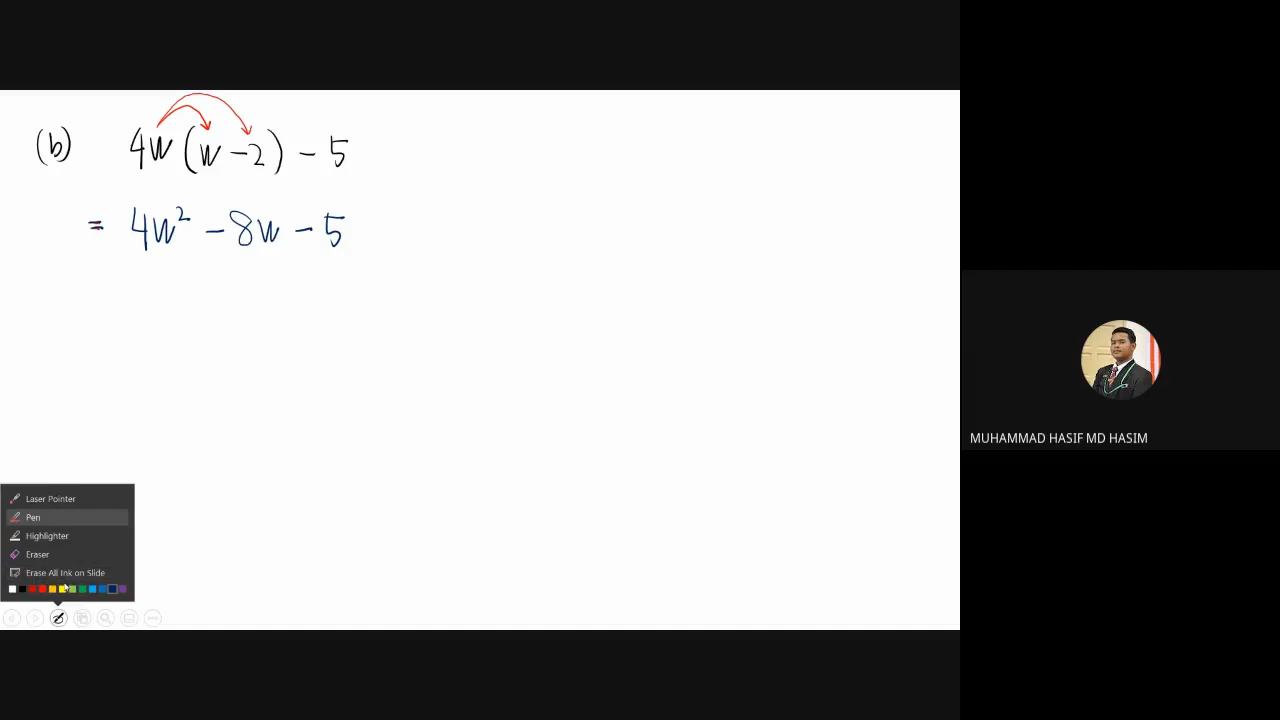 (b) 4w(w-2) - 5
= 4w² - 8w - 5
MUHAMMAD HASIF MD HASIM
Laser Pointer
Pen
Highlighter
Eraser
Erase All Ink on Slide